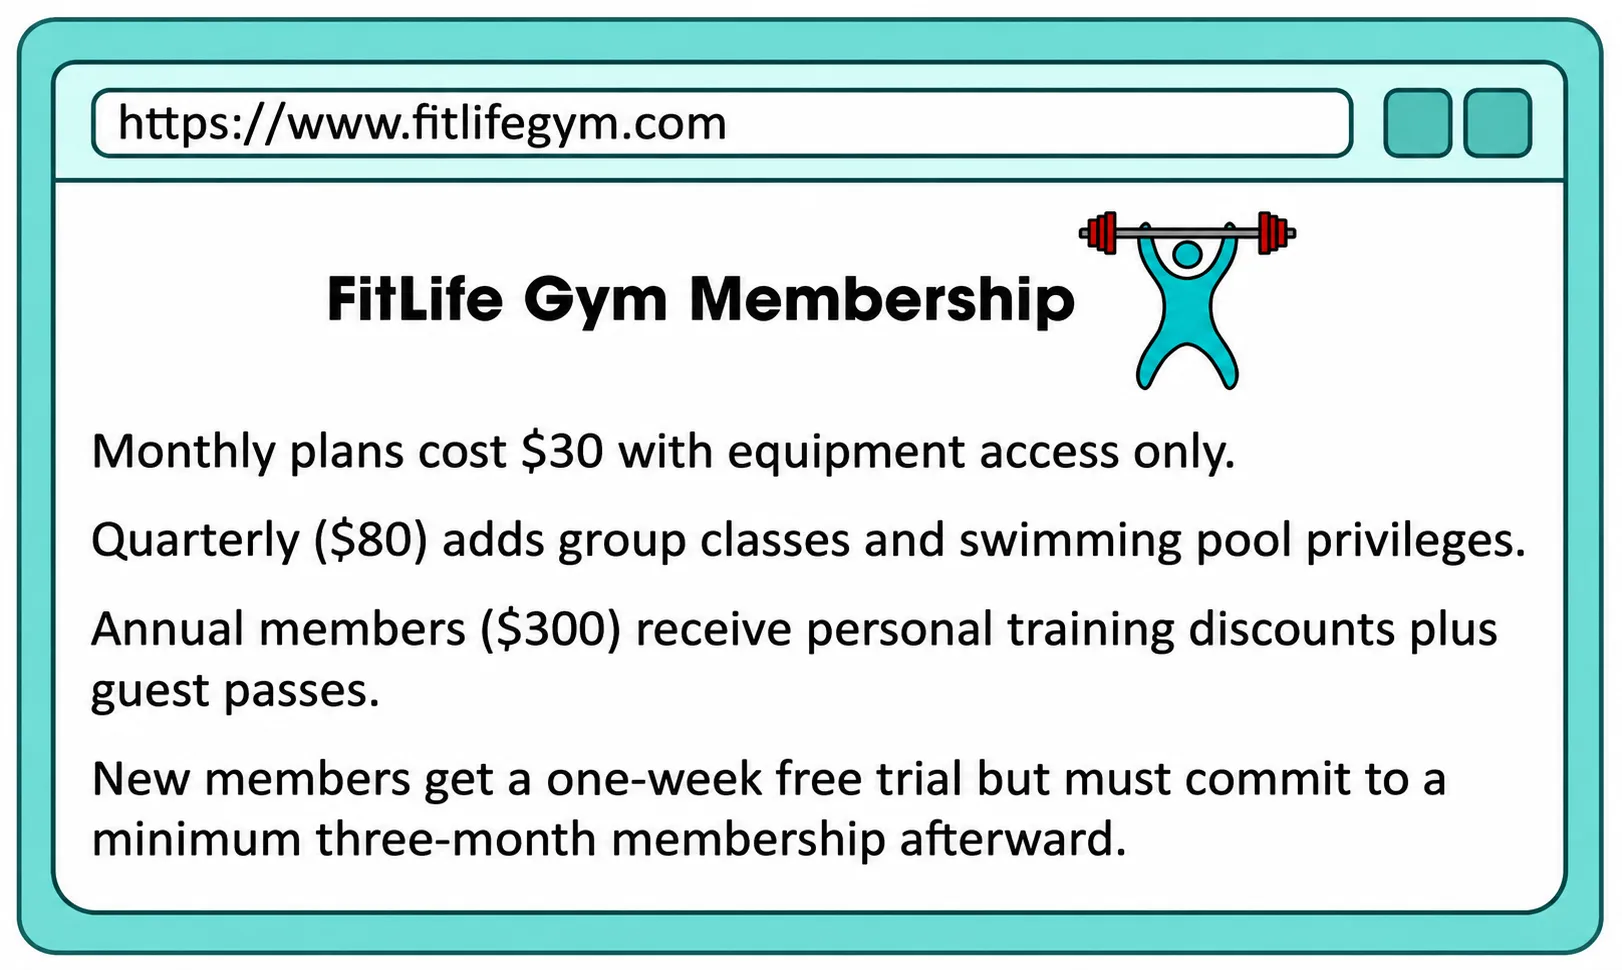 https://www.fitlifegym.com
FitLife Gym Membership
Monthly plans cost $30 with equipment access only.
Quarterly ($80) adds group classes and swimming pool privileges.
Annual members ($300) receive personal training discounts plus
guest passes.
New members get a one-week free trial but must commit to a
minimum three-month membership afterward.